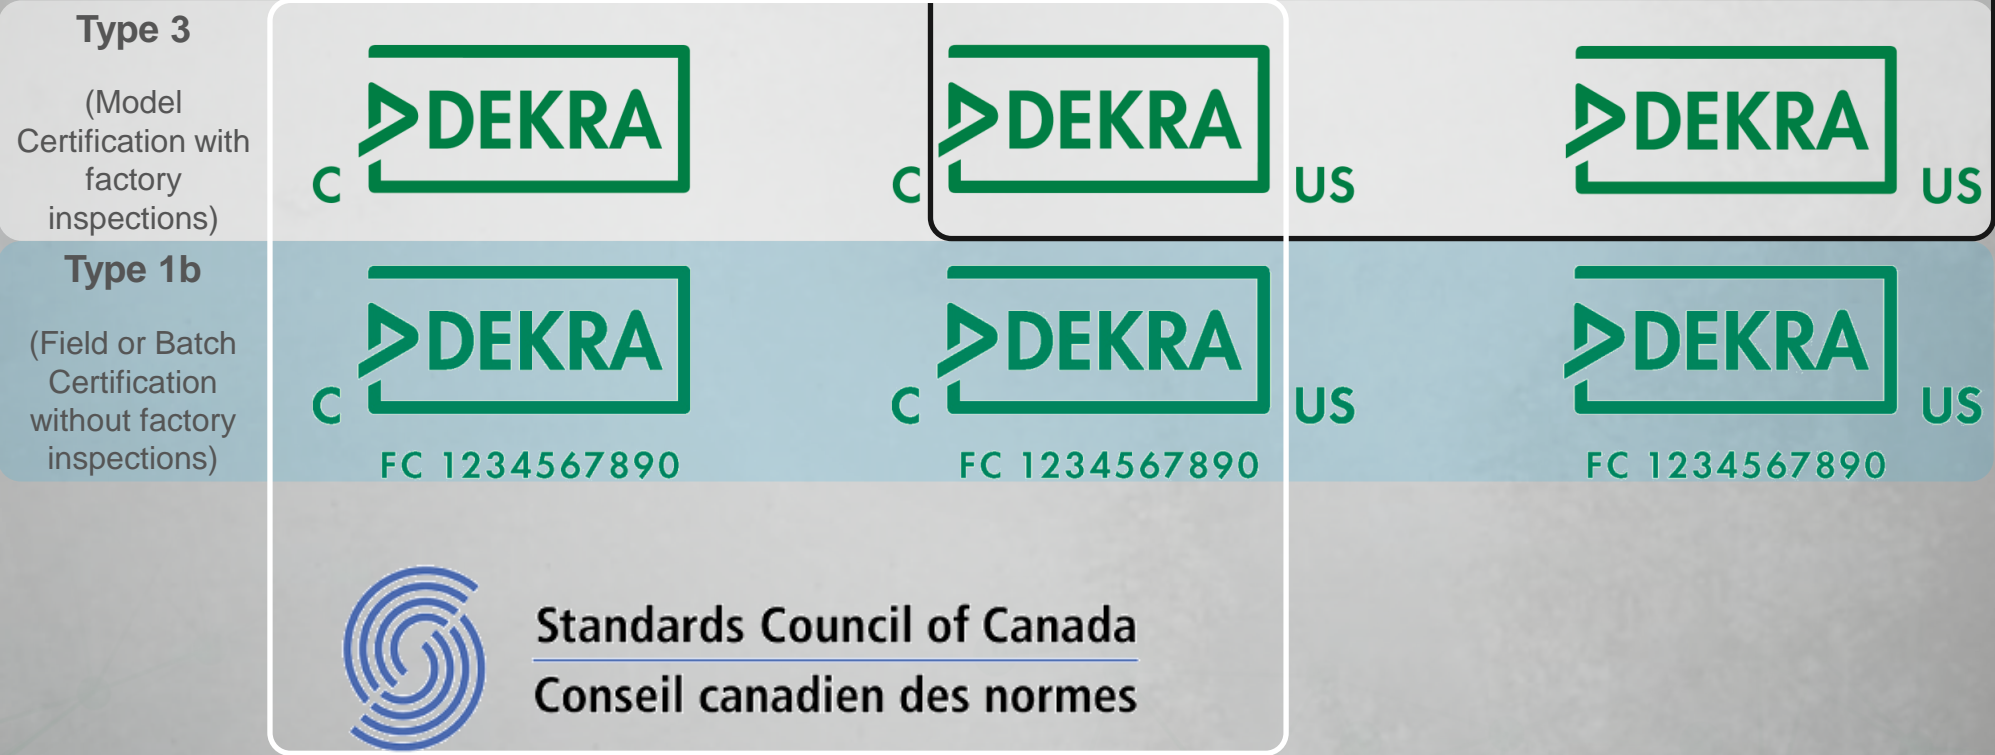 Type 3
(Model
Certification with
factory
inspections)
C DEKRA
C DEKRA US
DEKRA US
Type 1b
(Field or Batch
Certification
without factory
inspections)
C DEKRA
FC 1234567890
C DEKRA US
FC 1234567890
DEKRA US
FC 1234567890
Standards Council of Canada
Conseil canadien des normes